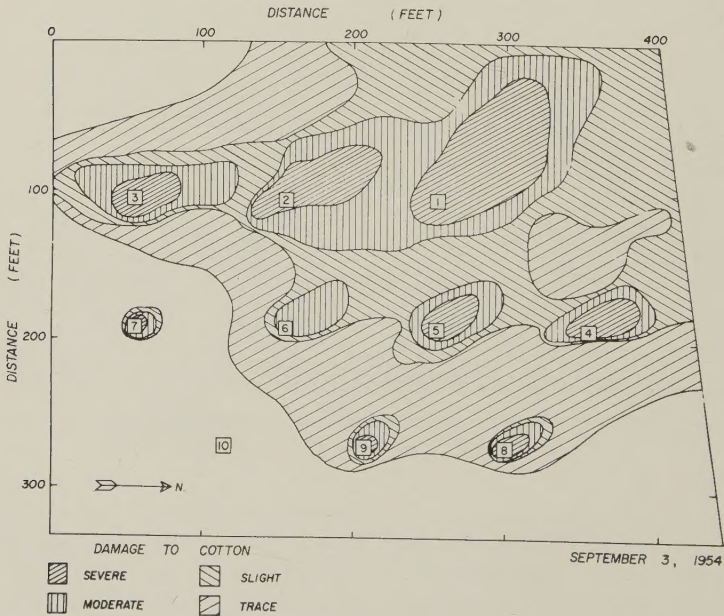 DISTANCE (FEET)
0 100 200 300 400
DISTANCE (FEET)
100
200
300
3 2 1
7 6 5 4
10 9 8
N
DAMAGE TO COTTON
SEVERE SLIGHT
MODERATE TRACE
SEPTEMBER 3, 1954